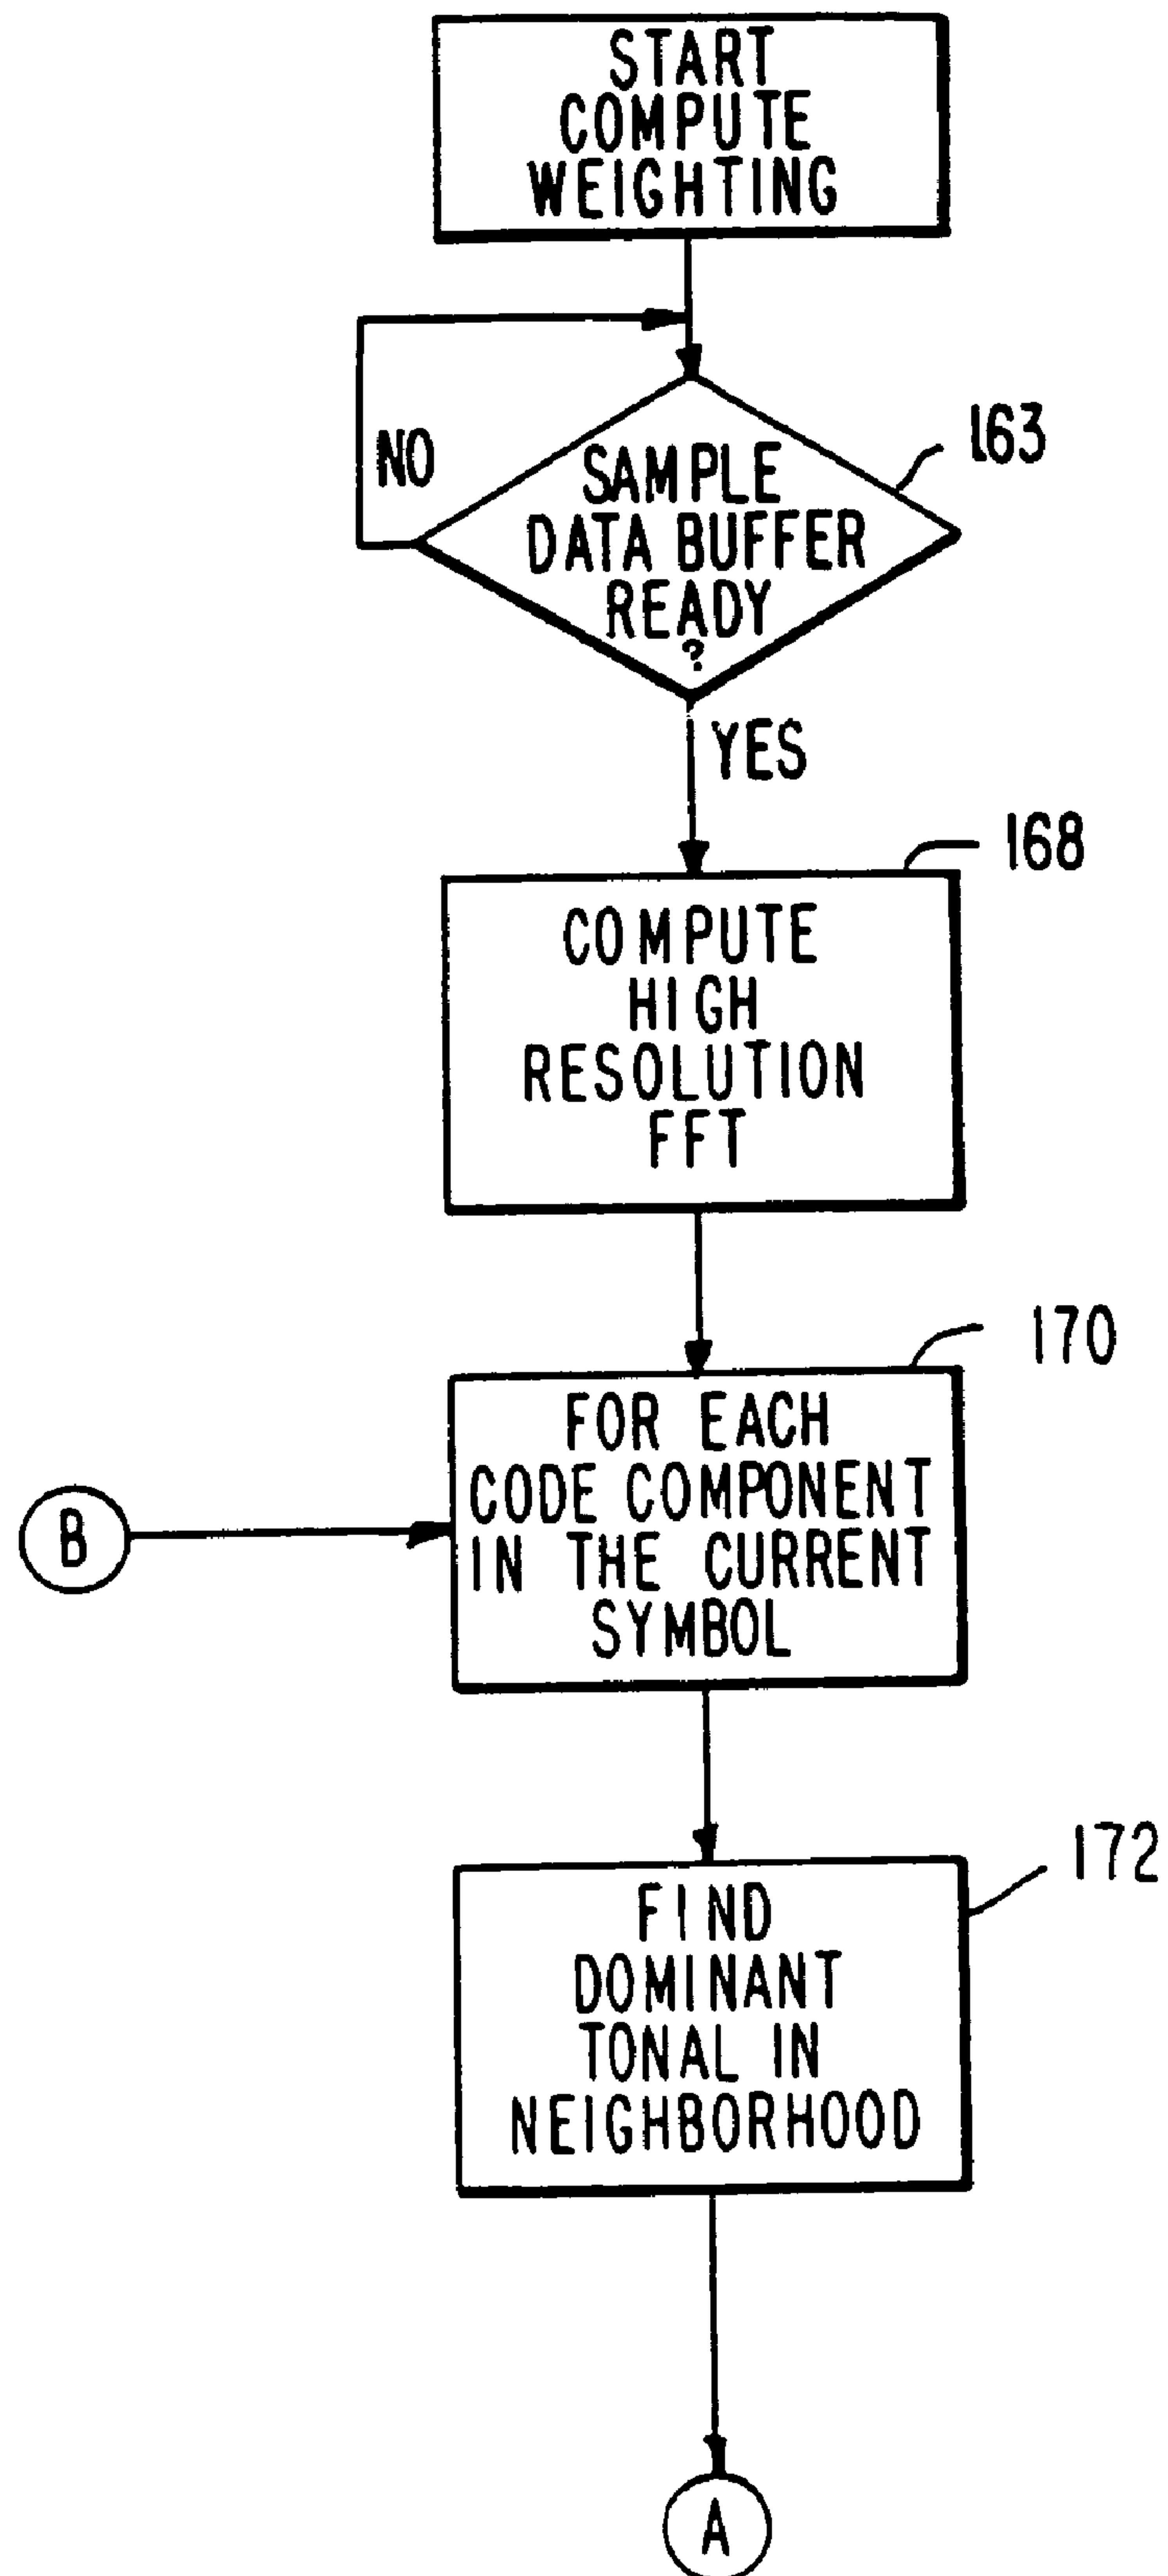 START
COMPUTE
WEIGHTING
NO
SAMPLE
DATA BUFFER
READY
?
163
YES
168
COMPUTE
HIGH
RESOLUTION
FFT
170
FOR EACH
CODE COMPONENT
IN THE CURRENT
SYMBOL
B
172
FIND
DOMINANT
TONAL IN
NEIGHBORHOOD
A